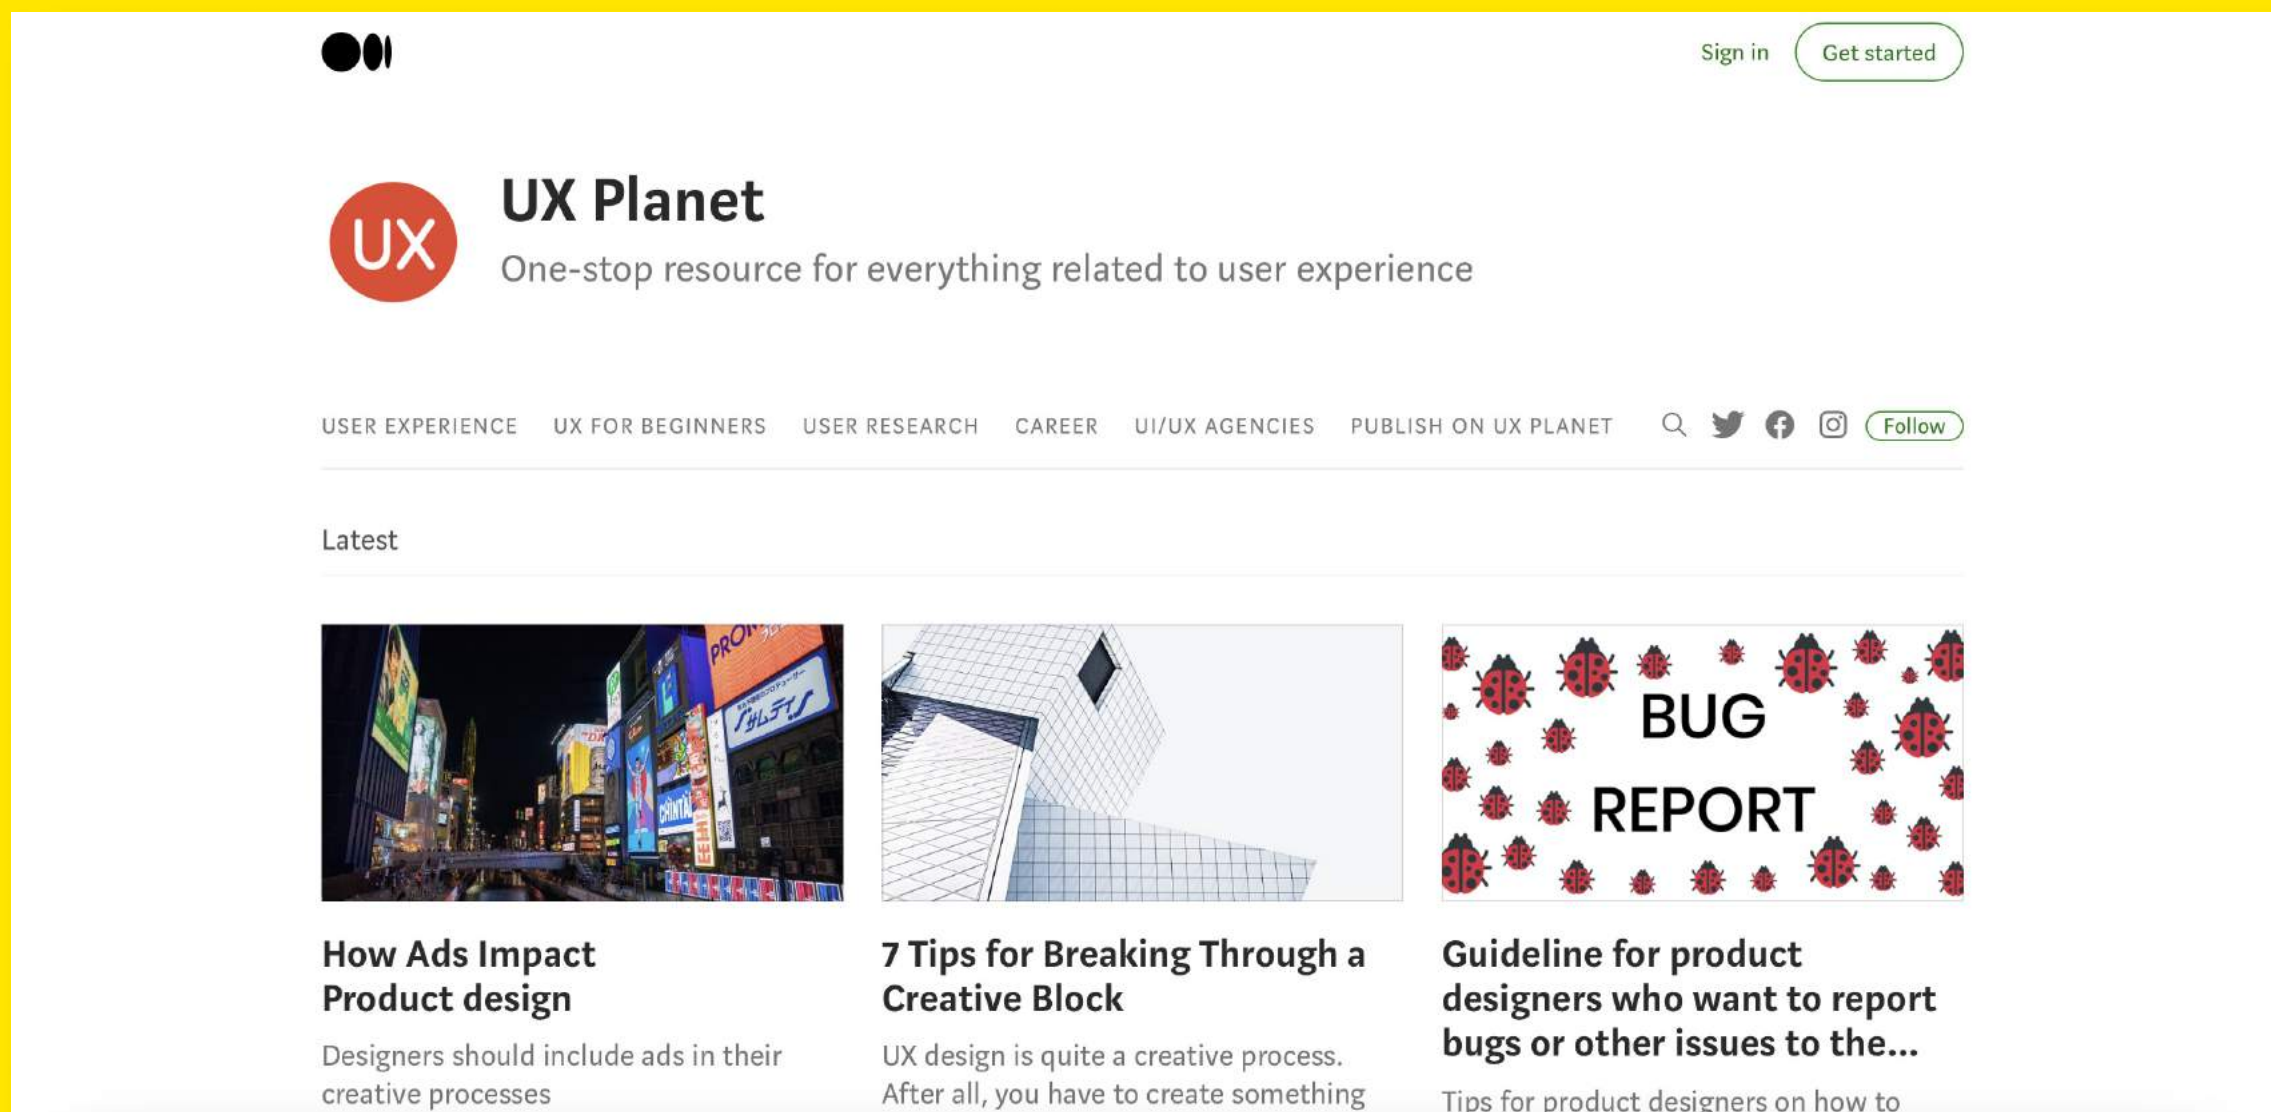 Sign in
Get started
UX
UX Planet
One-stop resource for everything related to user experience
USER EXPERIENCE UX FOR BEGINNERS USER RESEARCH CAREER UI/UX AGENCIES PUBLISH ON UX PLANET Follow
Latest
BUG
REPORT
How Ads Impact
Product design
Designers should include ads in their
creative processes
7 Tips for Breaking Through a
Creative Block
UX design is quite a creative process.
After all, you have to create something
Guideline for product
designers who want to report
bugs or other issues to the...
Tips for product designers on how to